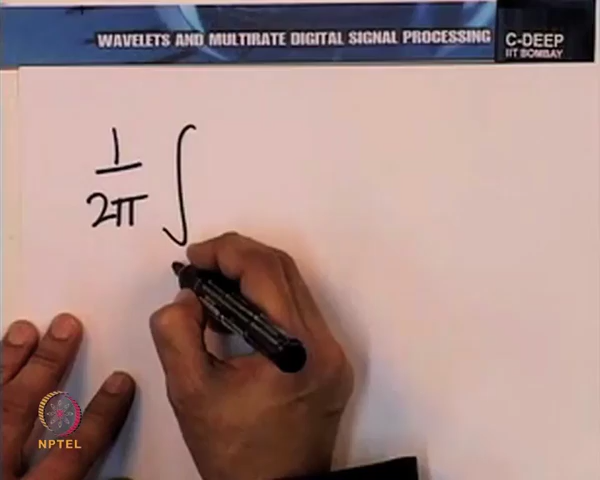 WAVELETS AND MULTIRATE DIGITAL SIGNAL PROCESSING
C-DEEP
IIT BOMBAY
1
2π ∫
NPTEL